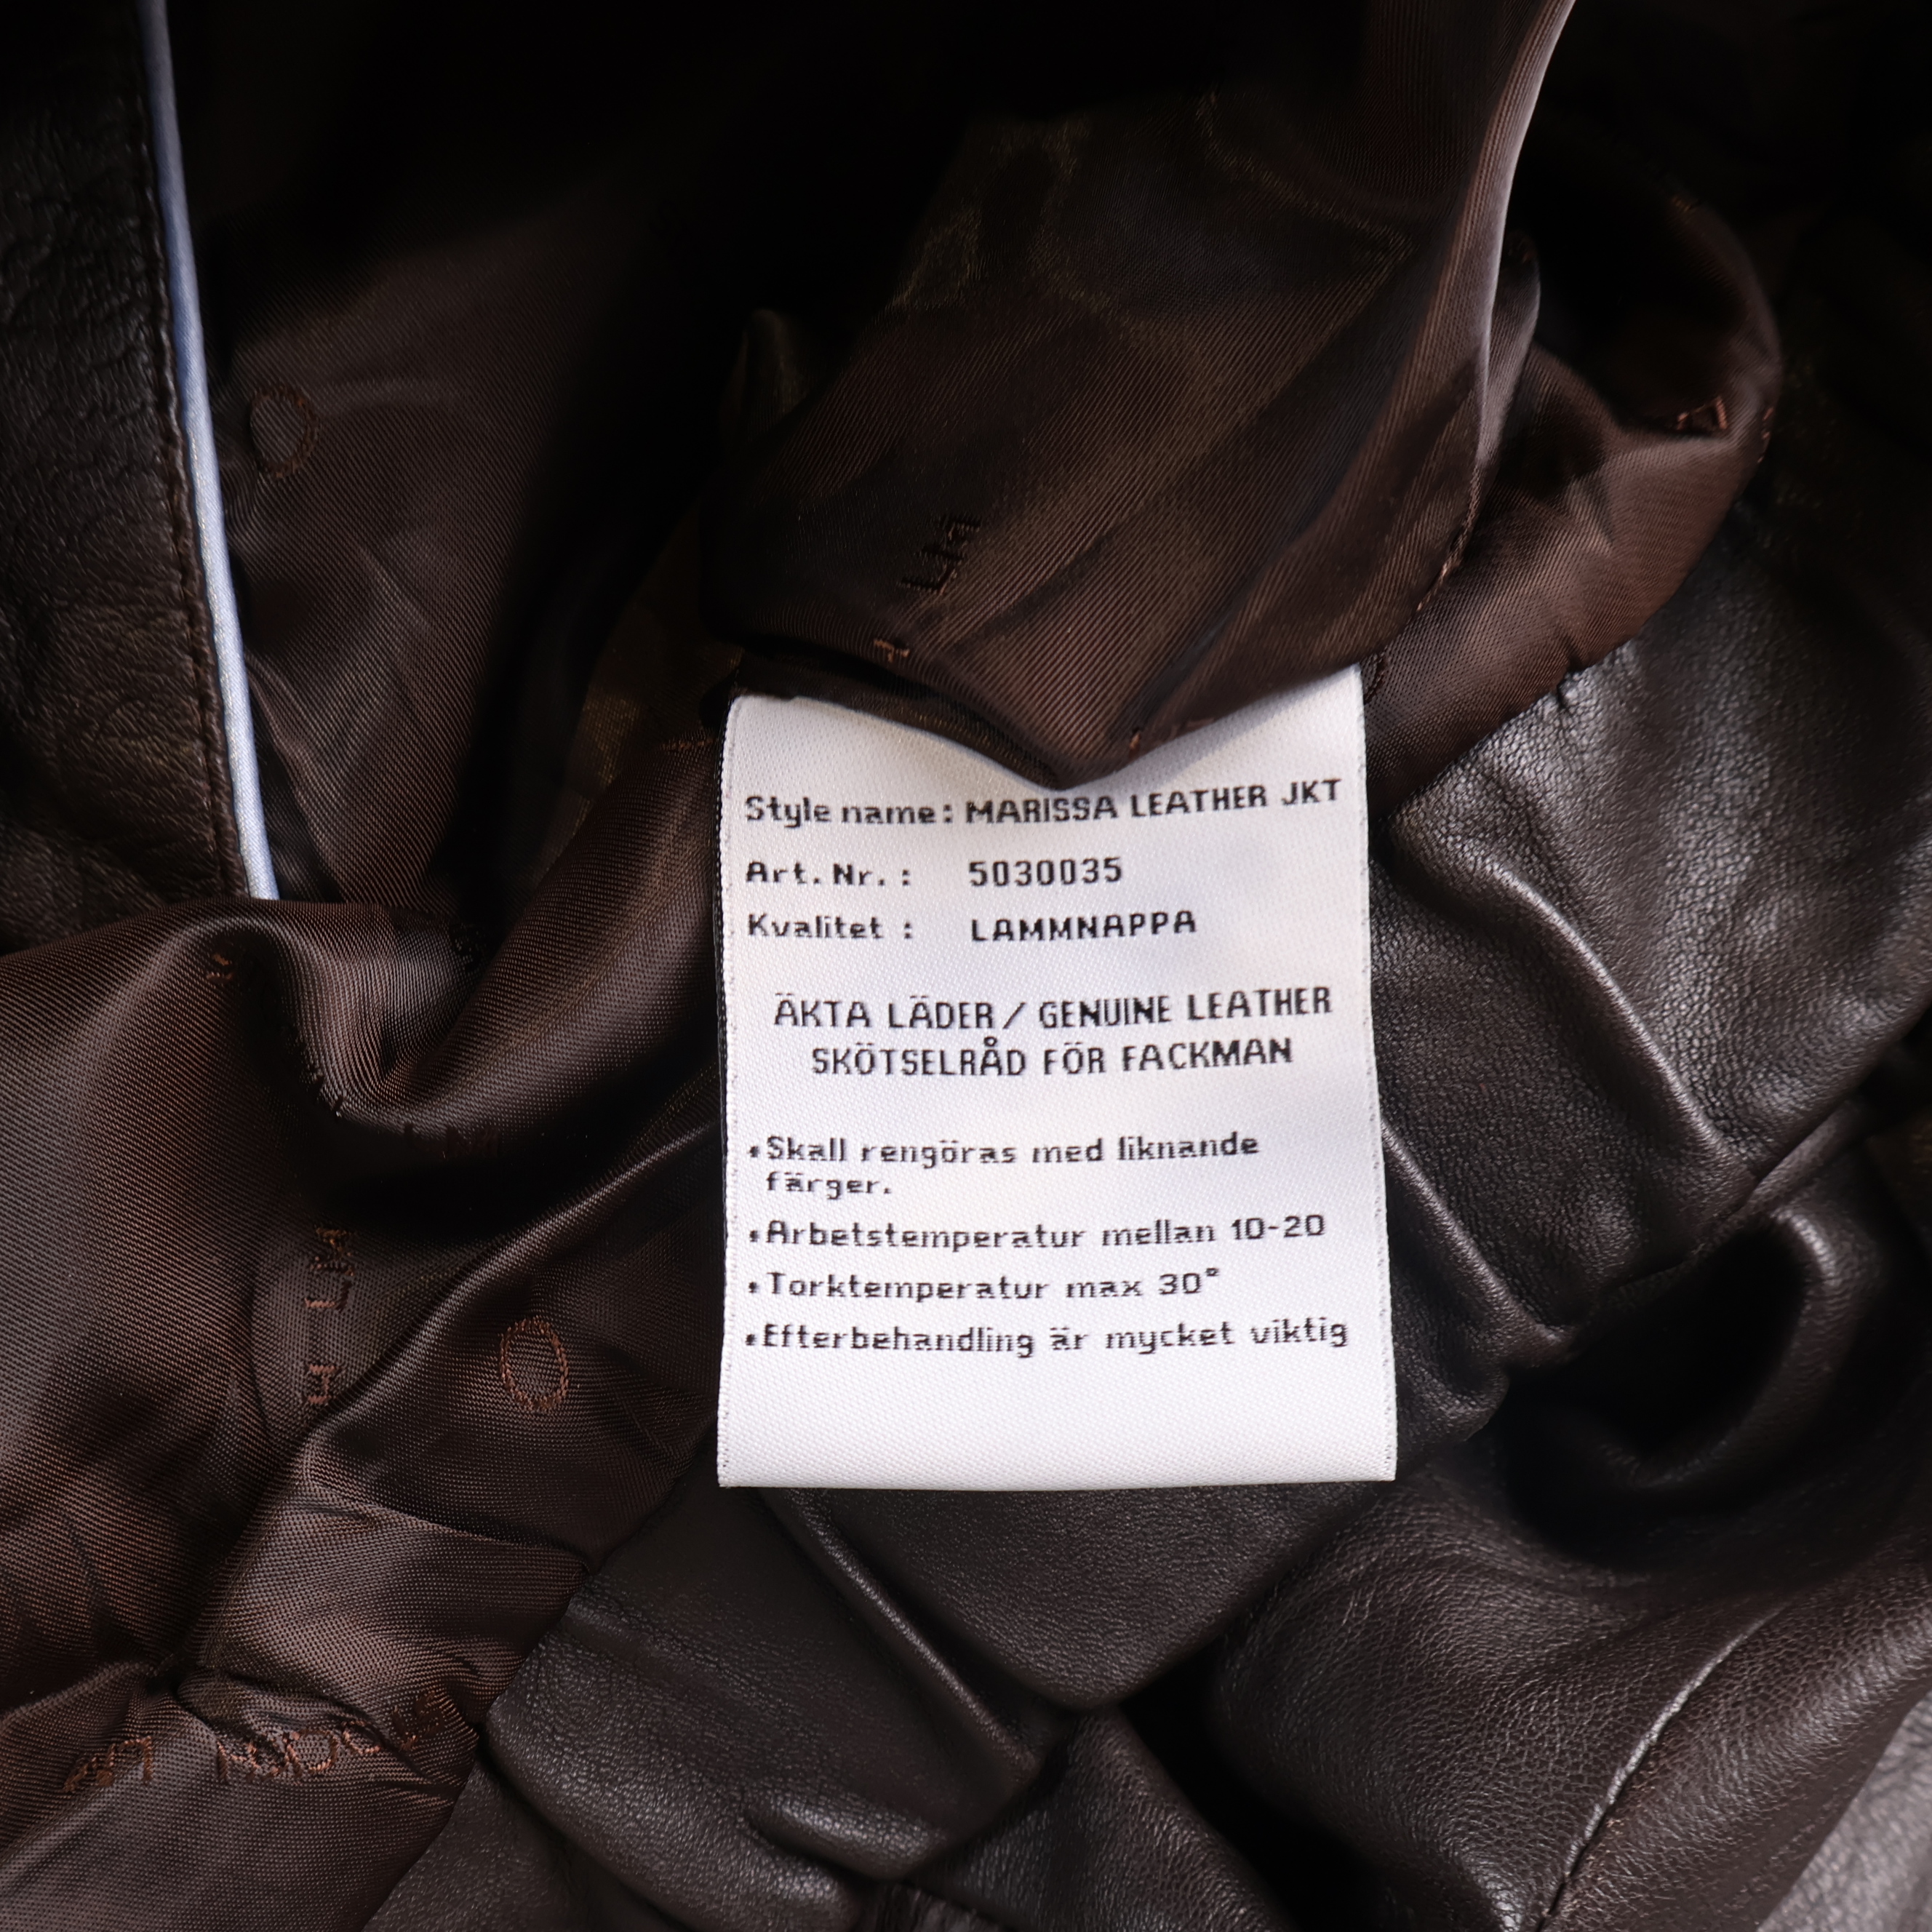 Style name: MARISSA LEATHER JKT
Art. Nr. : 5030035
Kvalitet : LAMMNAPPA
ÄKTA LÄDER / GENUINE LEATHER
SKÖTSELRÅD FÖR FACKMAN
•Skall rengöras med liknande
färger.
•Arbetstemperatur mellan 10-20
•Torktemperatur max 30°
•Efterbehandling är mycket viktig